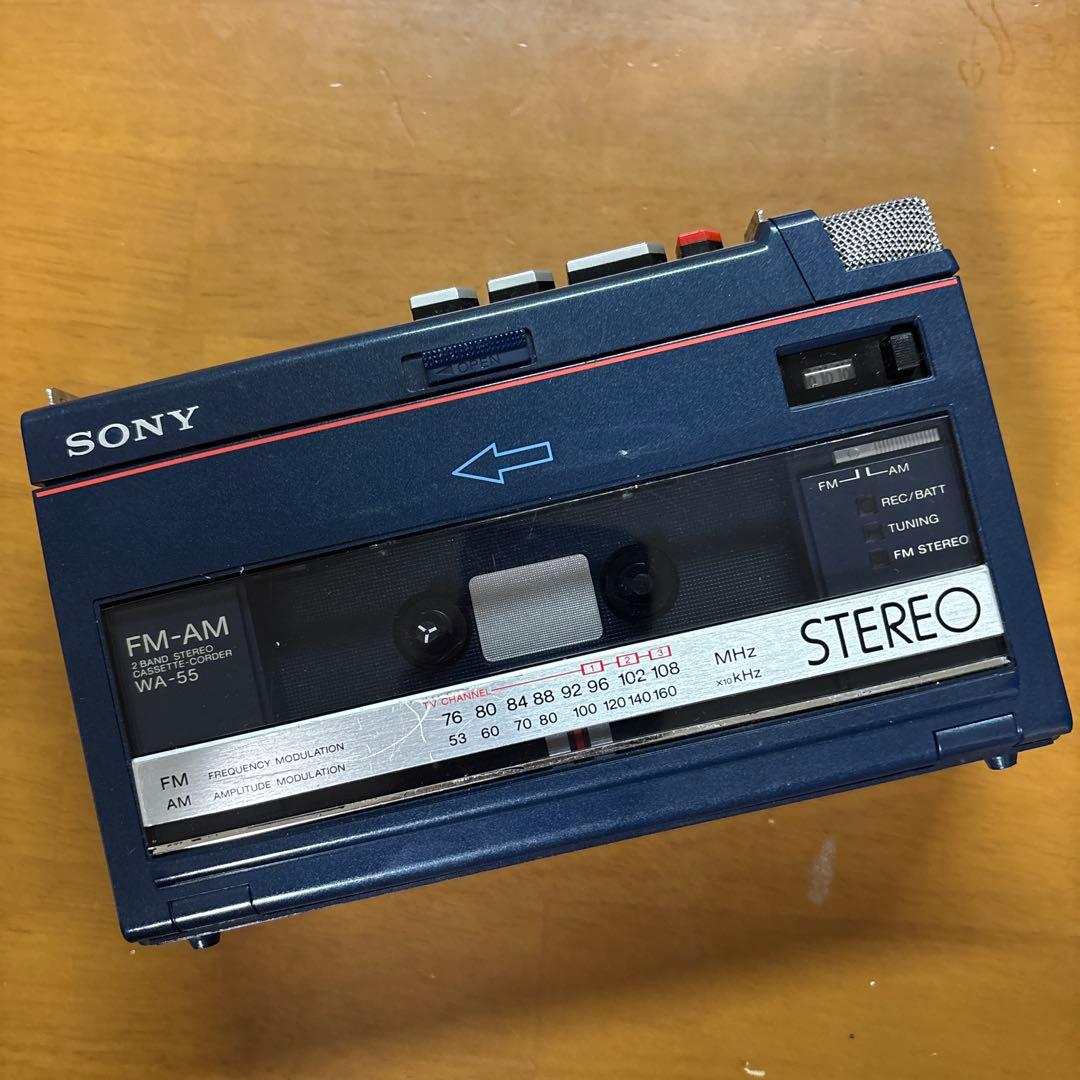 OPEN
SONY
FM AM
REC/BATT
TUNING
FM STEREO
FM-AM
2 BAND STEREO
CASSETTE-CORDER
WA-55
STEREO
TV CHANNEL 1 2 3
76 80 84 88 92 96 102 108 MHz
53 60 70 80 100 120 140 160 x10 kHz
FM FREQUENCY MODULATION
AM AMPLITUDE MODULATION